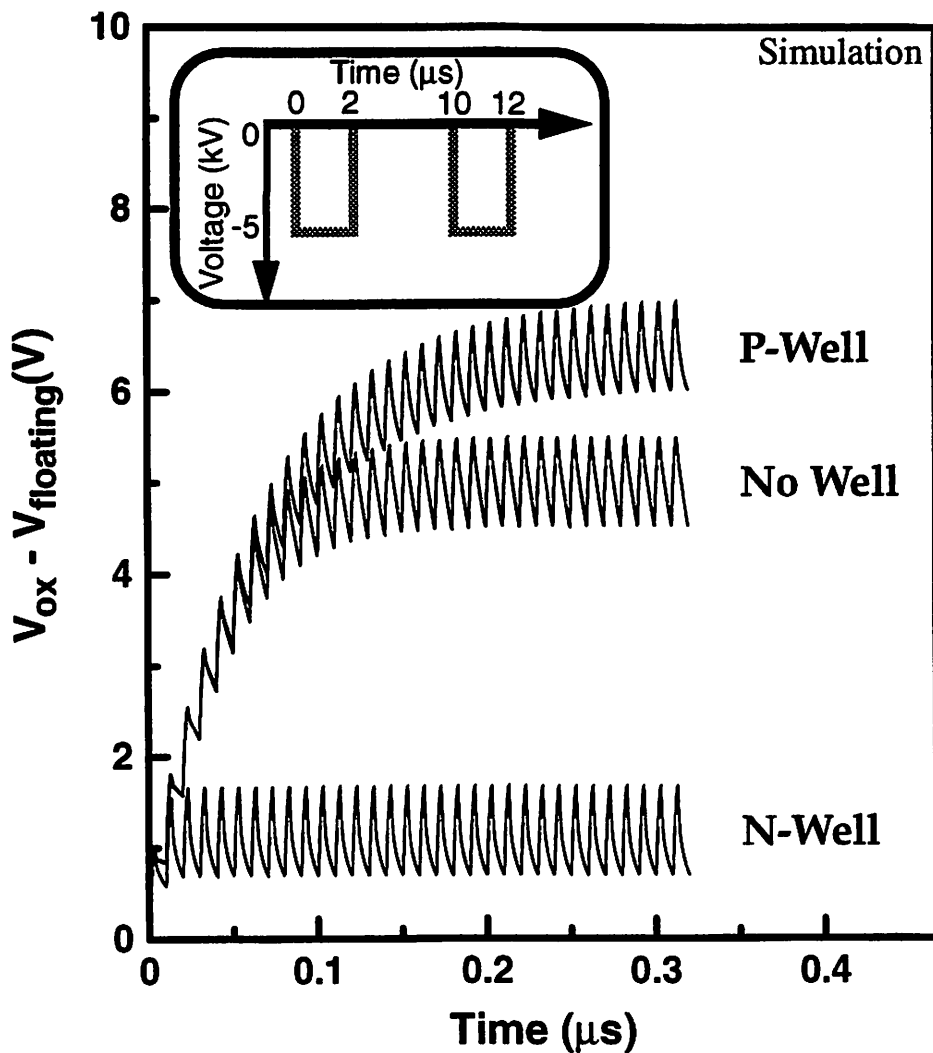 10
Simulation
Time (μs)
0 2 10 12
0
Voltage (kV)
-5
8
P-Well
6
No Well
4
2
N-Well
0
Vox - Vfloating(V)
0 0.1 0.2 0.3 0.4
Time (μs)